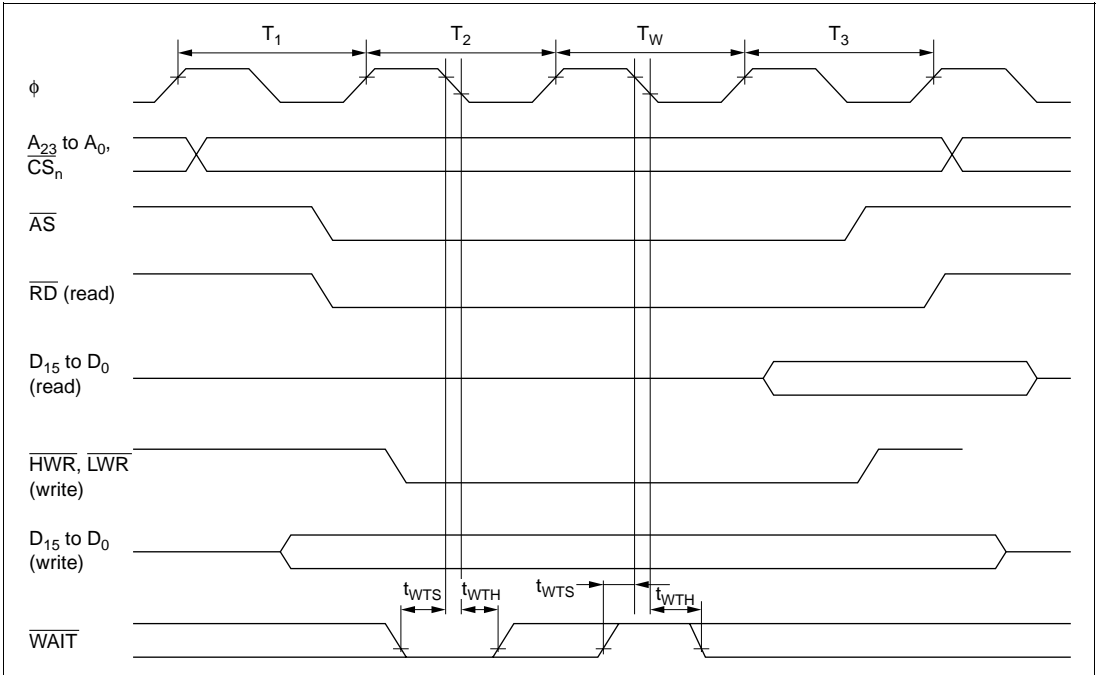 T1 T2 TW T3
ϕ
A23 to A0,
CSn
AS
RD (read)
D15 to D0
(read)
HWR, LWR
(write)
D15 to D0
(write)
tWTS tWTH tWTS tWTH
WAIT